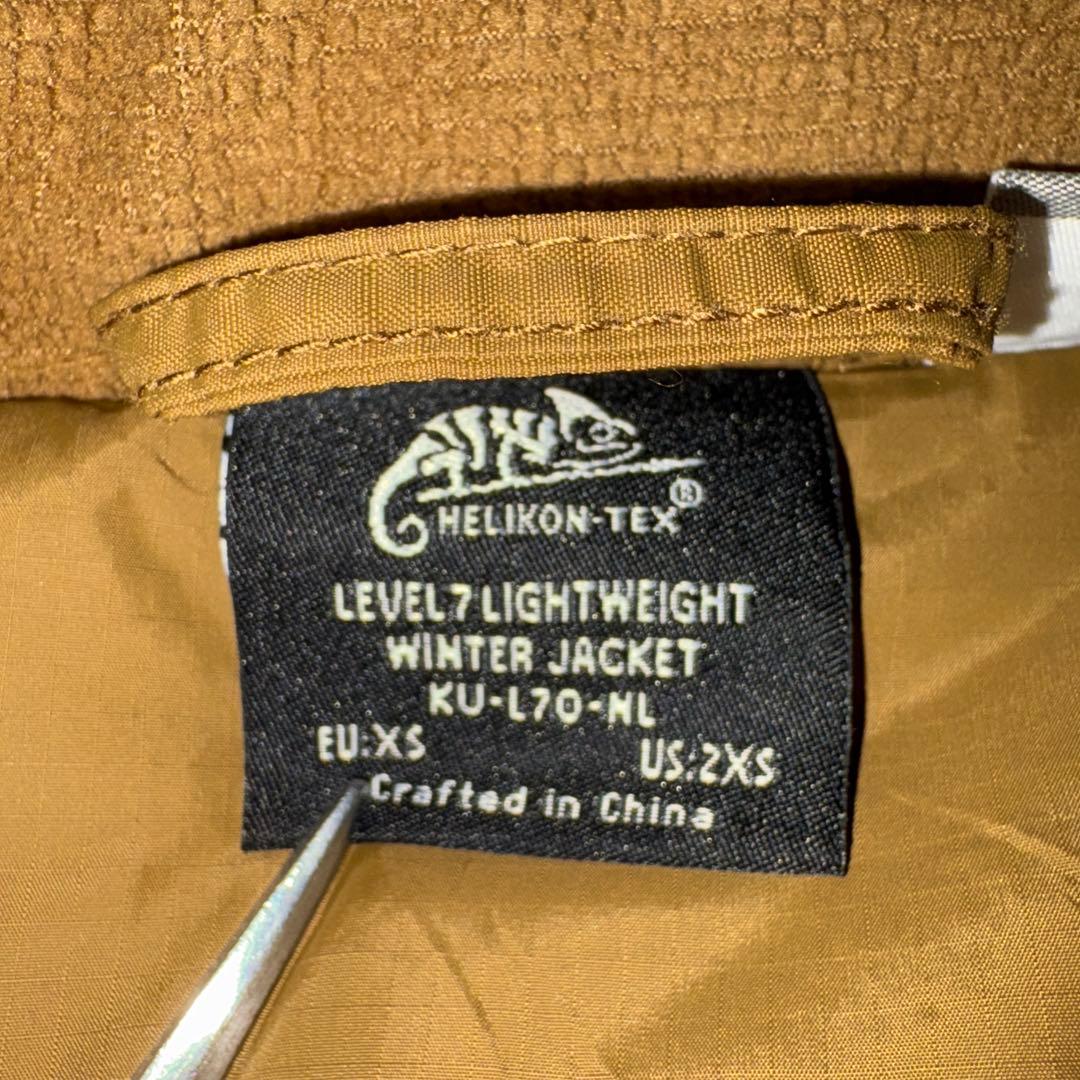 HELIKON-TEX®
LEVEL7 LIGHTWEIGHT
WINTER JACKET
KU-L70-NL
EU:XS US:2XS
Crafted in China